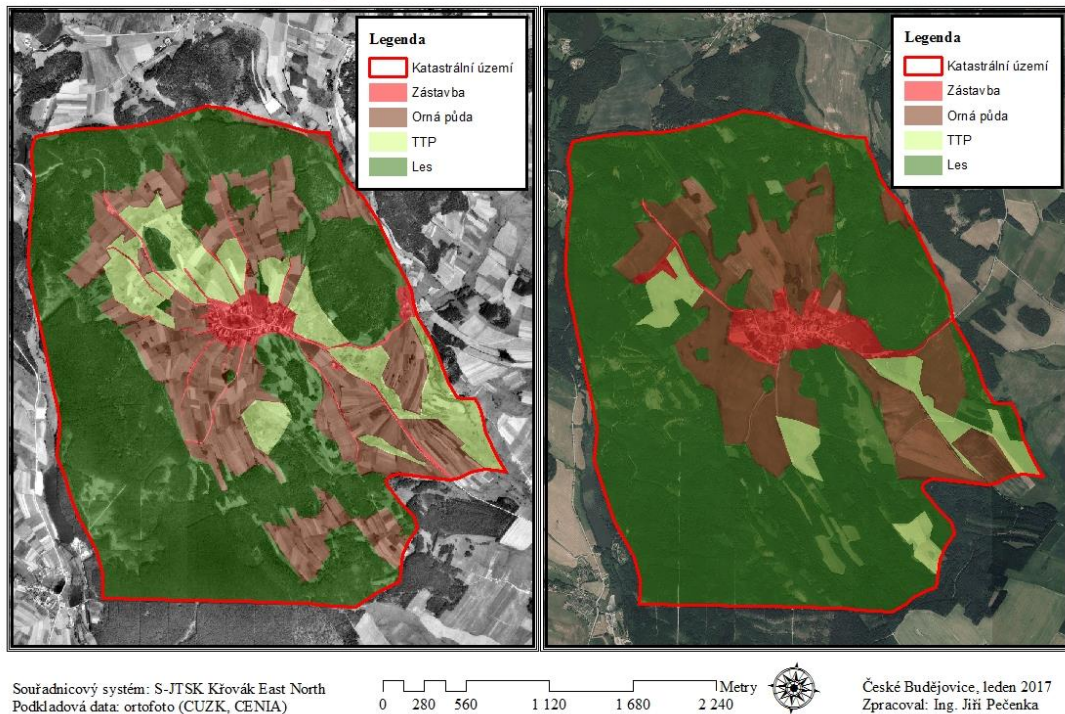 Legenda
Katastrální území
Zástavba
Orná půda
TTP
Les
Legenda
Katastrální území
Zástavba
Orná půda
TTP
Les
Souřadnicový systém: S-JTSK Křovák East North
Podkladová data: ortofoto (CUZK, CENIA)
Metry
0 280 560 1 120 1 680 2 240
České Budějovice, leden 2017
Zpracoval: Ing. Jiří Pečenka